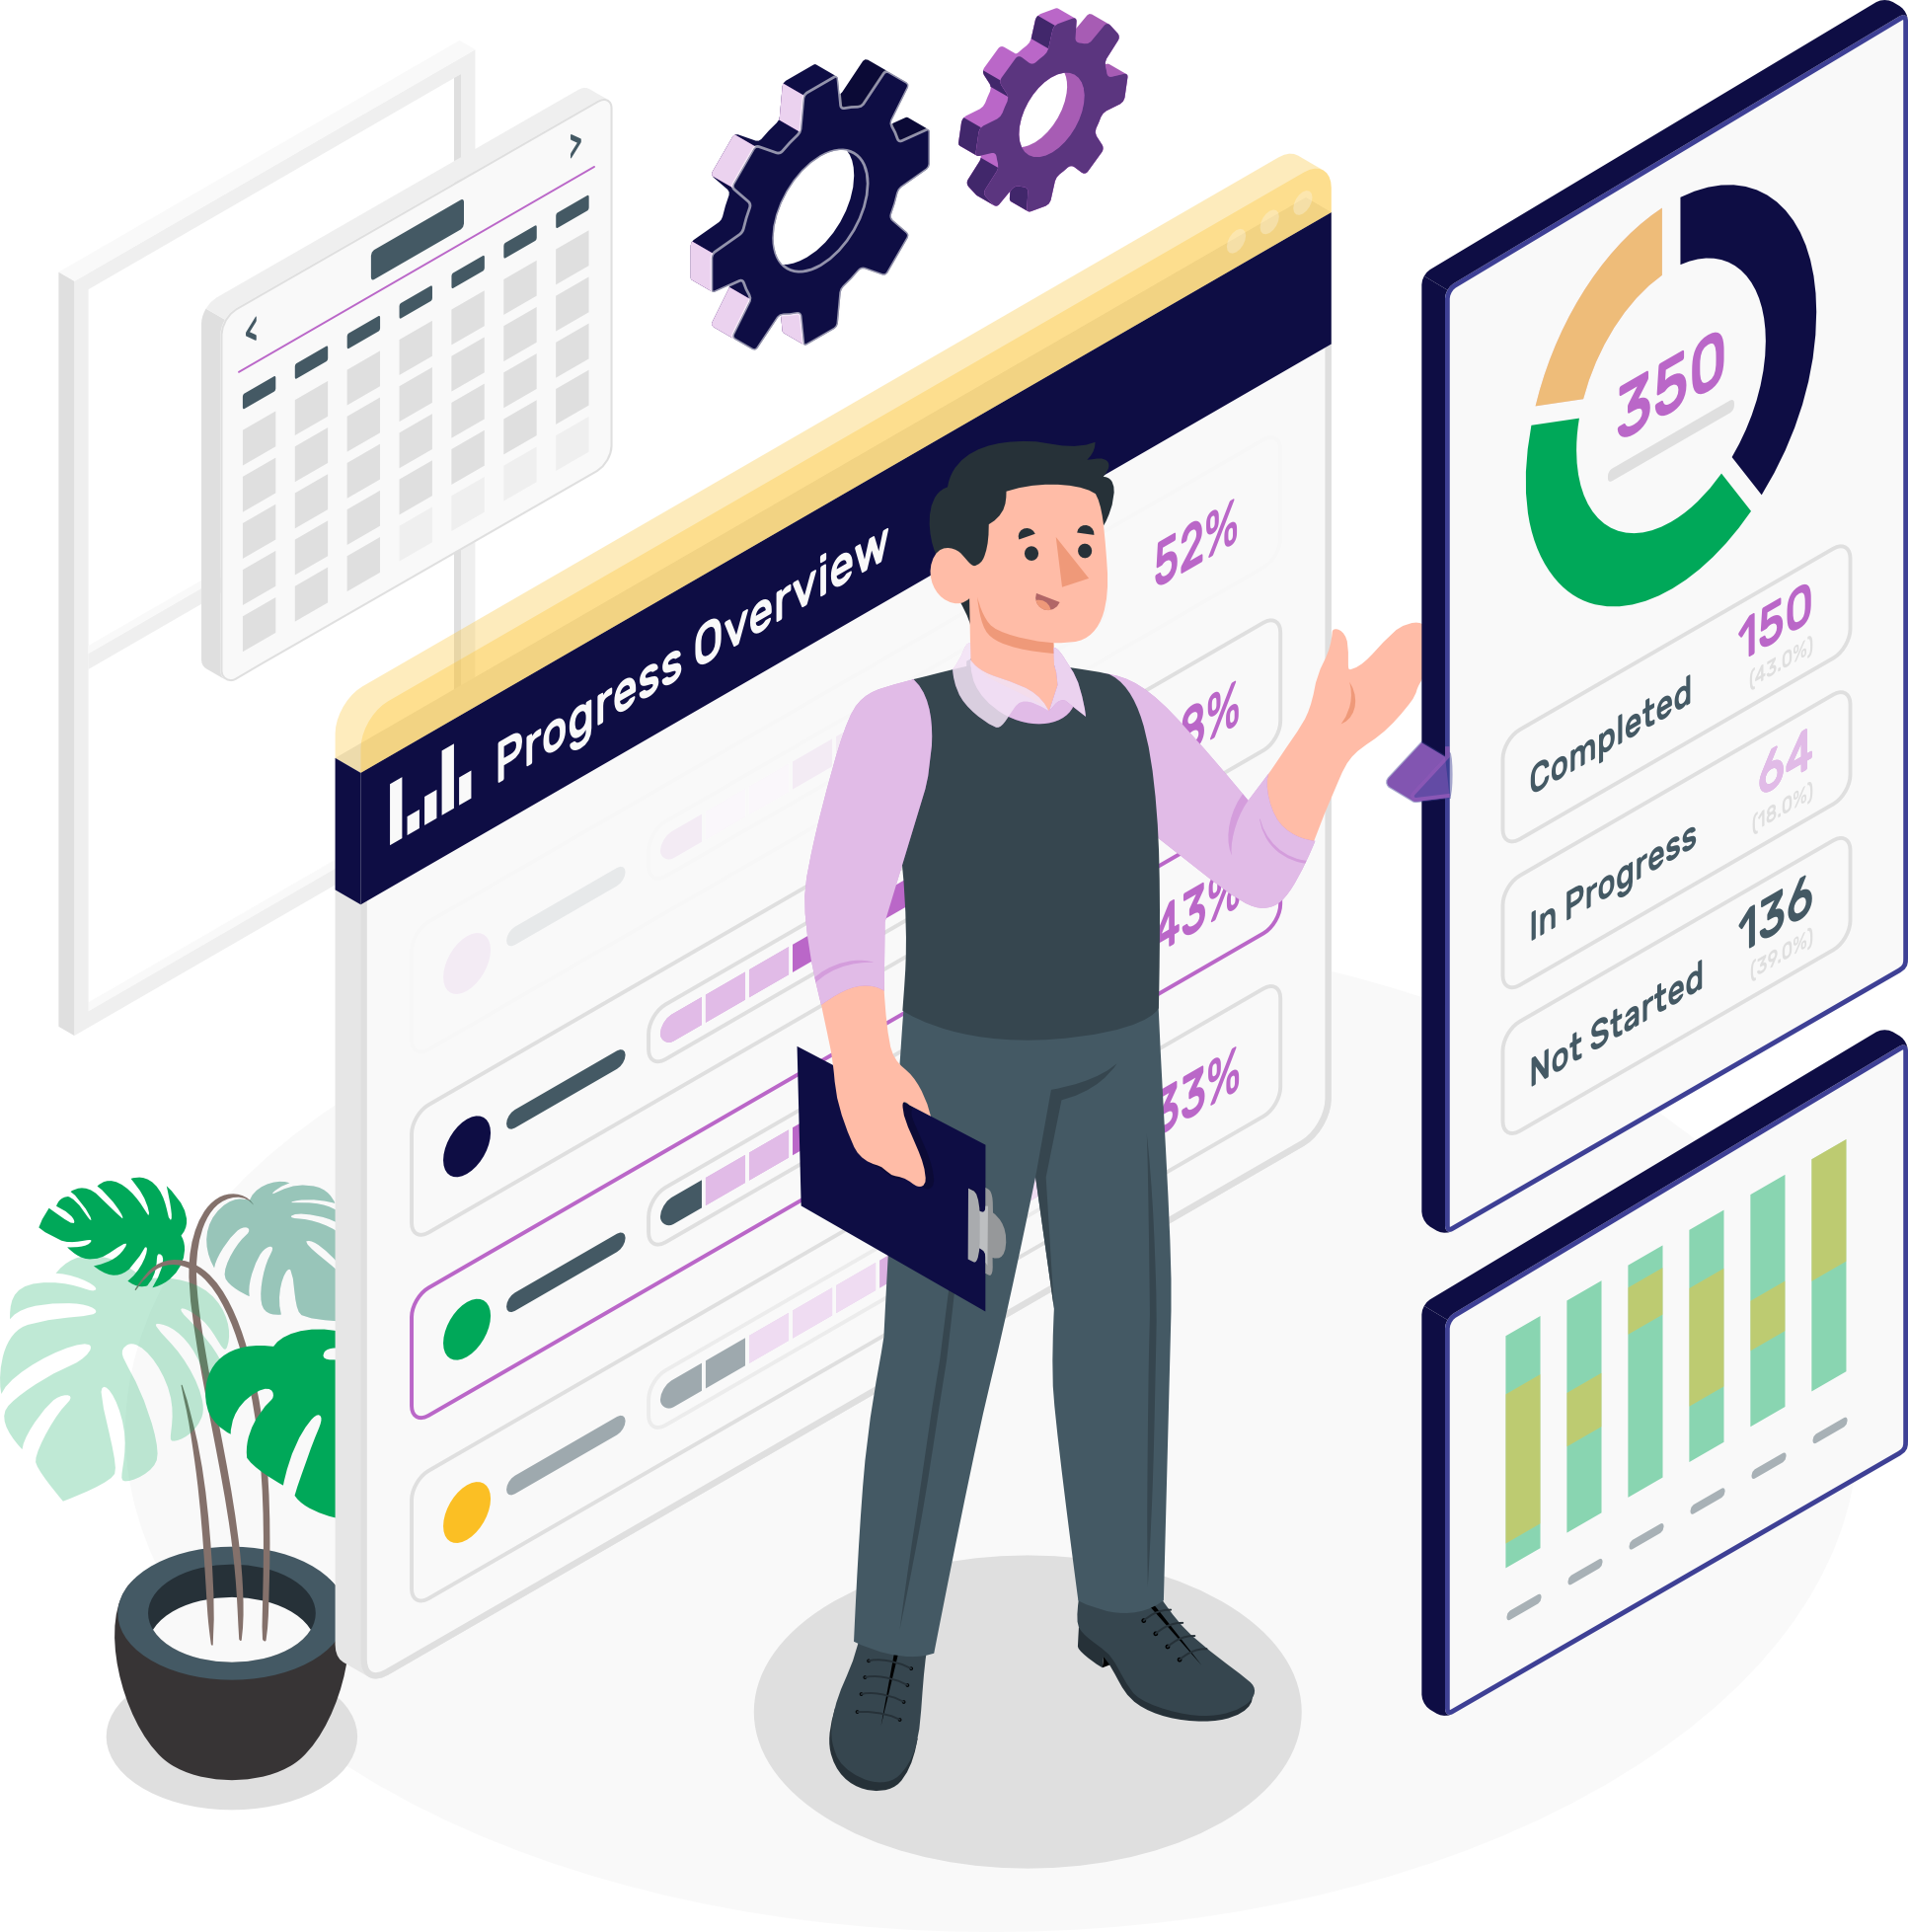 Progress Overview
52%
8%
43%
33%
350
Completed
150
(43.0%)
In Progress
64
(18.0%)
Not Started
136
(39.0%)